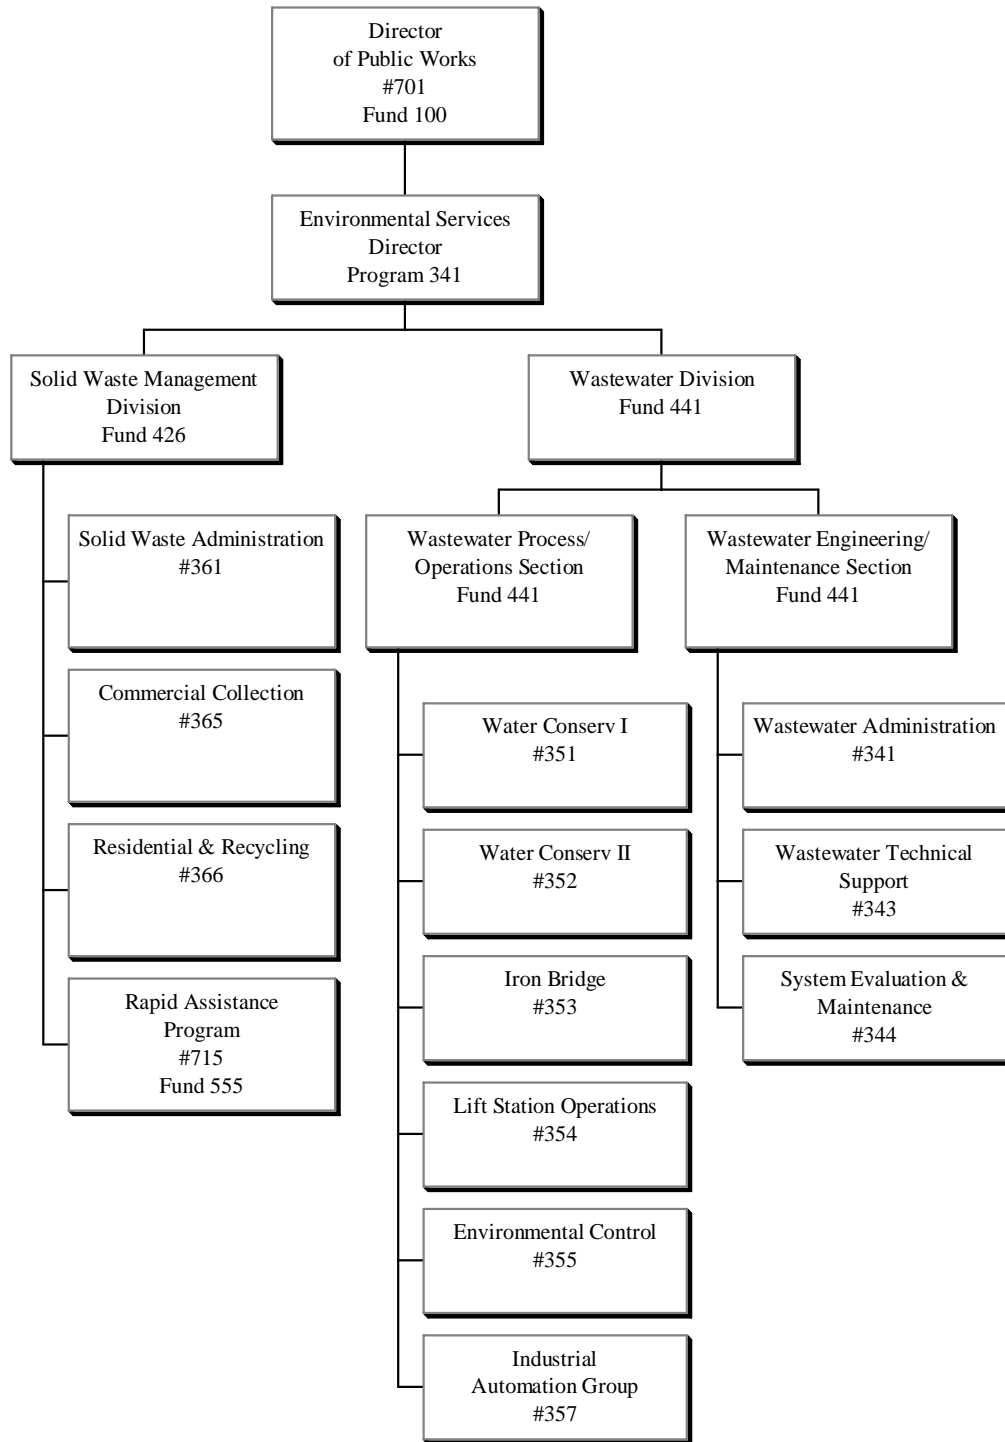 Director
of Public Works
#701
Fund 100
Environmental Services
Director
Program 341
Solid Waste Management
Division
Fund 426
Wastewater Division
Fund 441
Solid Waste Administration
#361
Commercial Collection
#365
Residential & Recycling
#366
Rapid Assistance
Program
#715
Fund 555
Wastewater Process/
Operations Section
Fund 441
Water Conserv I
#351
Water Conserv II
#352
Iron Bridge
#353
Lift Station Operations
#354
Environmental Control
#355
Industrial
Automation Group
#357
Wastewater Engineering/
Maintenance Section
Fund 441
Wastewater Administration
#341
Wastewater Technical
Support
#343
System Evaluation &
Maintenance
#344